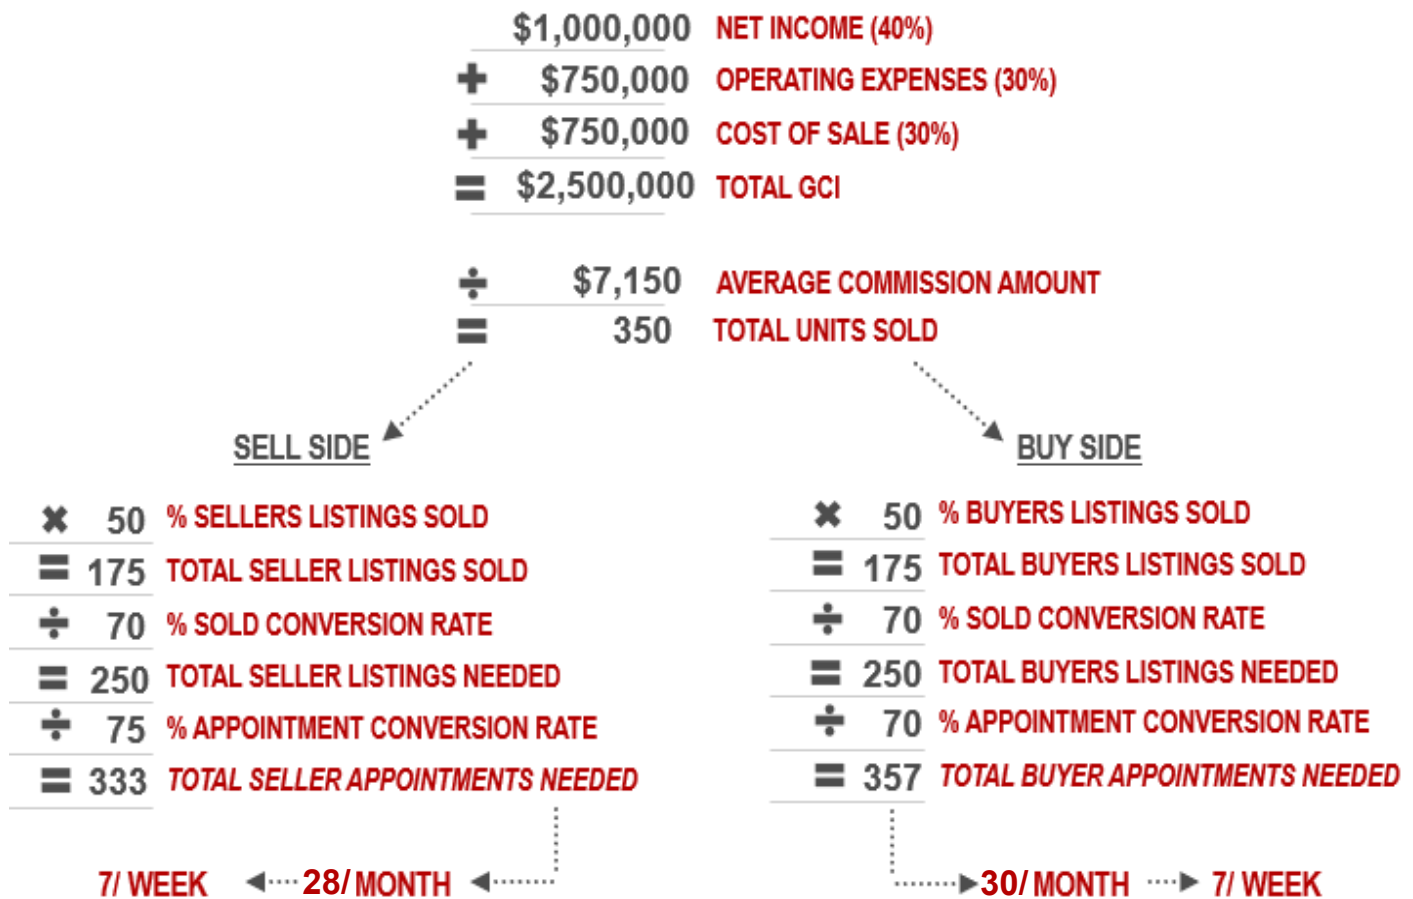 $1,000,000 NET INCOME (40%)
+ $750,000 OPERATING EXPENSES (30%)
+ $750,000 COST OF SALE (30%)
= $2,500,000 TOTAL GCI
÷ $7,150 AVERAGE COMMISSION AMOUNT
= 350 TOTAL UNITS SOLD
SELL SIDE
× 50 % SELLERS LISTINGS SOLD
= 175 TOTAL SELLER LISTINGS SOLD
÷ 70 % SOLD CONVERSION RATE
= 250 TOTAL SELLER LISTINGS NEEDED
÷ 75 % APPOINTMENT CONVERSION RATE
= 333 TOTAL SELLER APPOINTMENTS NEEDED
7/ WEEK 28/ MONTH
BUY SIDE
× 50 % BUYERS LISTINGS SOLD
= 175 TOTAL BUYERS LISTINGS SOLD
÷ 70 % SOLD CONVERSION RATE
= 250 TOTAL BUYERS LISTINGS NEEDED
÷ 70 % APPOINTMENT CONVERSION RATE
= 357 TOTAL BUYER APPOINTMENTS NEEDED
30/ MONTH 7/ WEEK